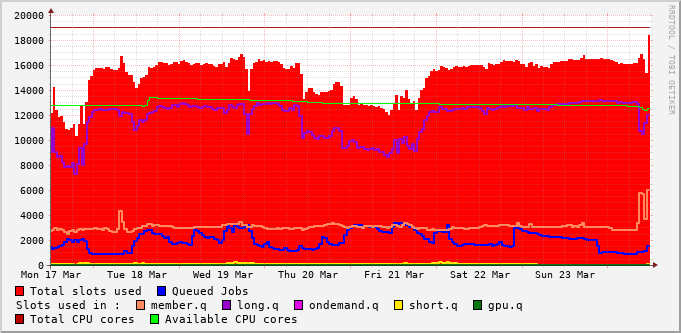 20000
18000
16000
14000
12000
10000
8000
6000
4000
2000
0
Mon 17 Mar Tue 18 Mar Wed 19 Mar Thu 20 Mar Fri 21 Mar Sat 22 Mar Sun 23 Mar
Total slots used Queued Jobs
Slots used in : member.q long.q ondemand.q short.q gpu.q
Total CPU cores Available CPU cores
RRDTOOL / TOBI OETIKER